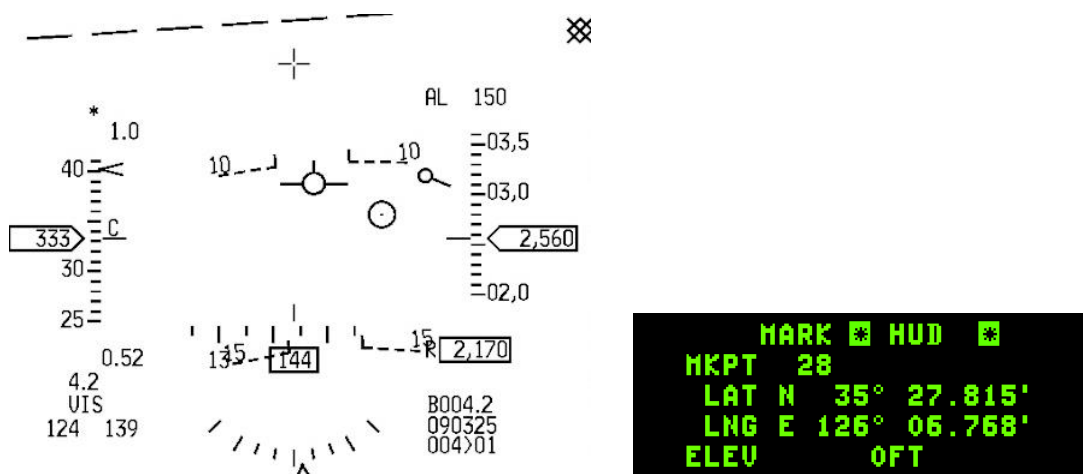 AL 150
1.0
03,5
40
10
10
03,0
333
C
2,560
30
02,0
25
15
R 2,170
0.52
13
15
144
4.2
VIS
124 139
B004.2
090325
004>01
MARK * HUD *
MKPT 28
LAT N 35° 27.815'
LNG E 126° 06.768'
ELEV 0FT